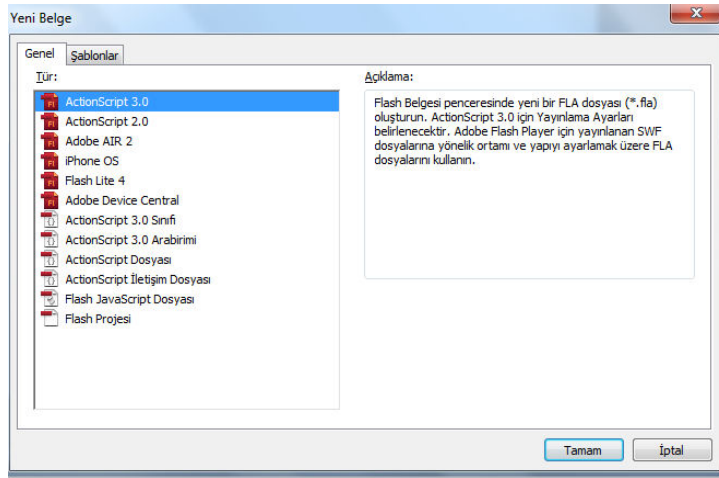 Yeni Belge
Genel
Şablonlar
Tür:
ActionScript 3.0
ActionScript 2.0
Adobe AIR 2
iPhone OS
Flash Lite 4
Adobe Device Central
ActionScript 3.0 Sınıfı
ActionScript 3.0 Arabirimi
ActionScript Dosyası
ActionScript İletişim Dosyası
Flash JavaScript Dosyası
Flash Projesi
Açıklama:
Flash Belgesi penceresinde yeni bir FLA dosyası (*.fla)
oluşturun. ActionScript 3.0 için Yayınlama Ayarları
belirlenecektir. Adobe Flash Player için yayınlanan SWF
dosyalarına yönelik ortamı ve yapıyı ayarlamak üzere FLA
dosyalarını kullanın.
Tamam
İptal